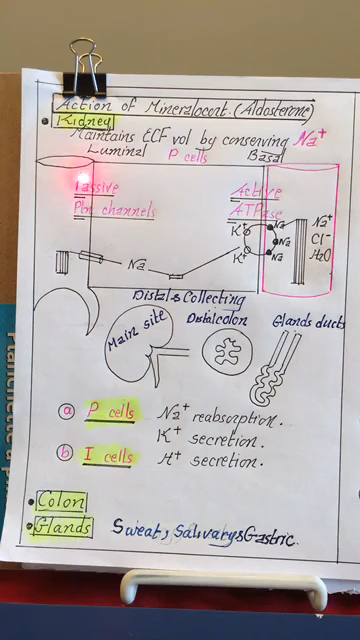 Action of Mineralocort. (Aldosterone)
• Kidney
Maintains ECF vol by conserving Na⁺
Luminal P cells Basal
Passive Active
Ptn channels ATPase
K⁺ Na Na⁺
Na Cl⁻
K⁺ Na H₂O
Na
Distal & Collecting
Main site Distal colon Glands ducts
ⓐ P cells Na⁺ reabsorption.
K⁺ secretion.
ⓑ I cells H⁺ secretion.
• Colon
• Glands Sweat, Salivary & Gastric.